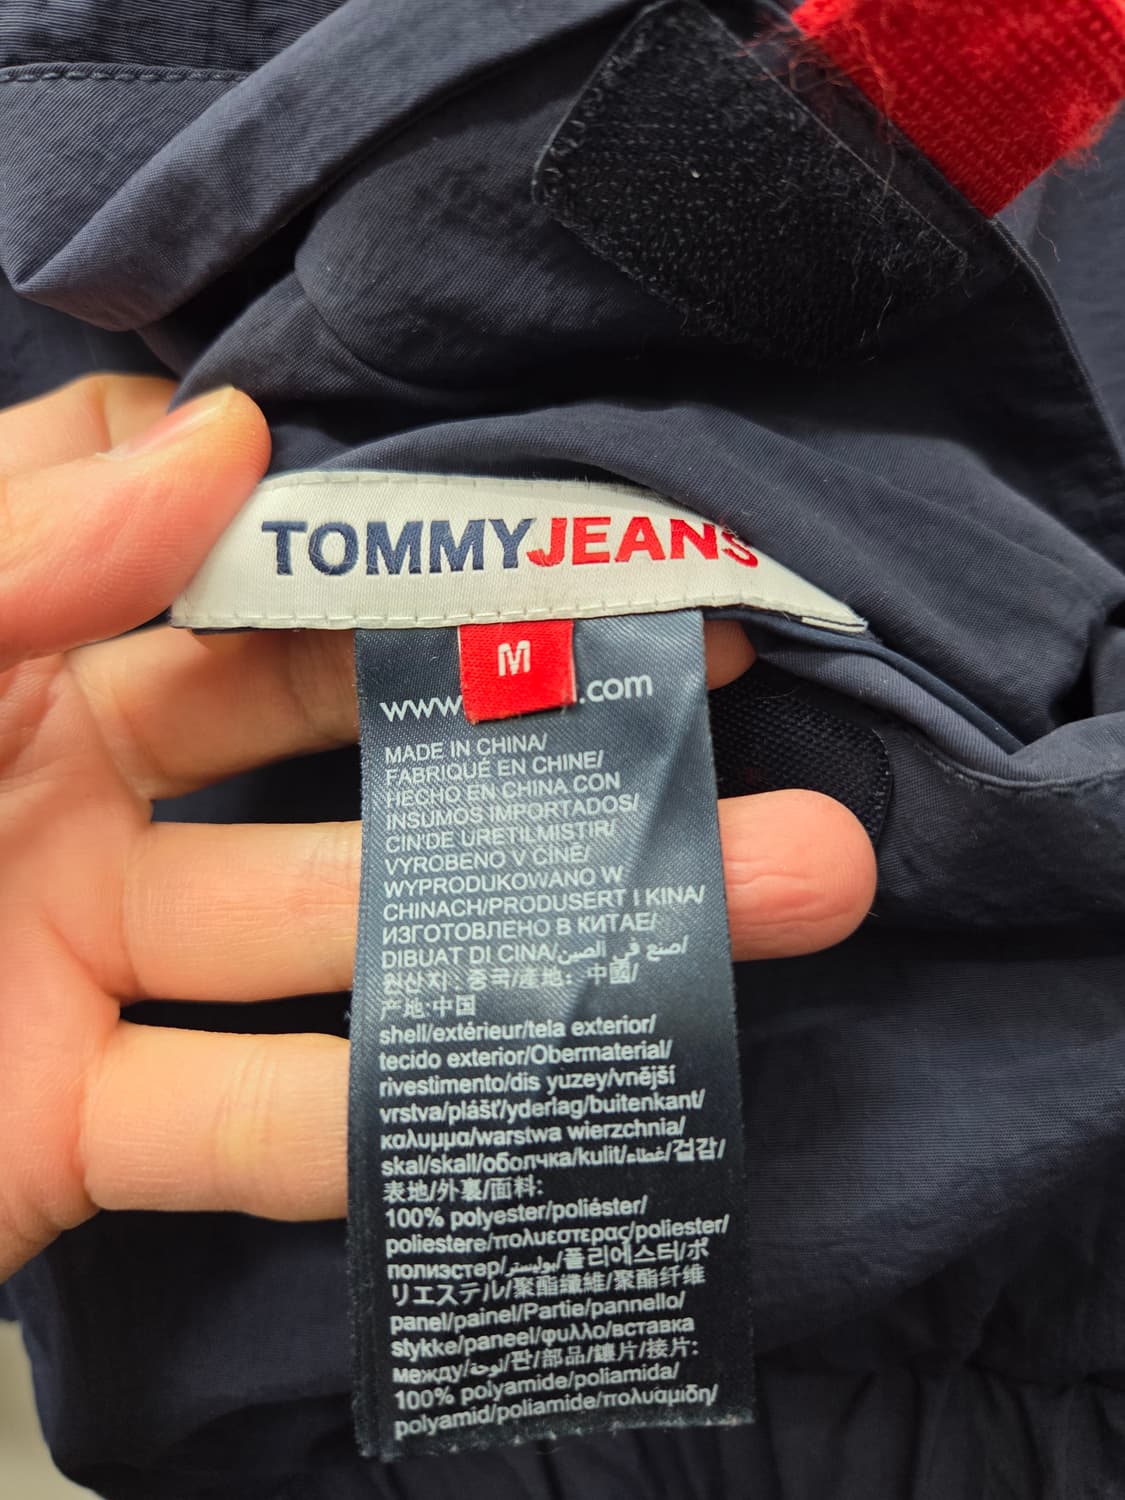 TOMMYJEANS
M
www .com
MADE IN CHINA/
FABRIQUÉ EN CHINE/
HECHO EN CHINA CON
INSUMOS IMPORTADOS/
CIN'DE URETILMISTIR/
VYROBENO V ČÍNĚ/
WYPRODUKOWANO W
CHINACH/PRODUSERT I KINA/
ИЗГОТОВЛЕНО В КИТАЕ/
DIBUAT DI CINA/صنع في الصين/
원산지 : 중국/產地: 中國/
产地:中国
shell/extérieur/tela exterior/
tecido exterior/Obermaterial/
rivestimento/dis yuzey/vnější
vrstva/plášť/yderlag/buitenkant/
καλυμμα/warstwa wierzchnia/
skal/skall/оболчка/kulit/غطاء/겉감/
表地/外裏/面料:
100% polyester/poliéster/
poliestere/πολυεστερας/poliester/
полиэстер/بوليستر/폴리에스터/ポ
リエステル/聚酯纖維/聚酯纤维
panel/painel/Partie/pannello/
stykke/paneel/φυλλο/вставка
между/لوحة/판/部品/鑲片/接片:
100% polyamide/poliamida/
polyamid/poliamide/πολυαμιδη/